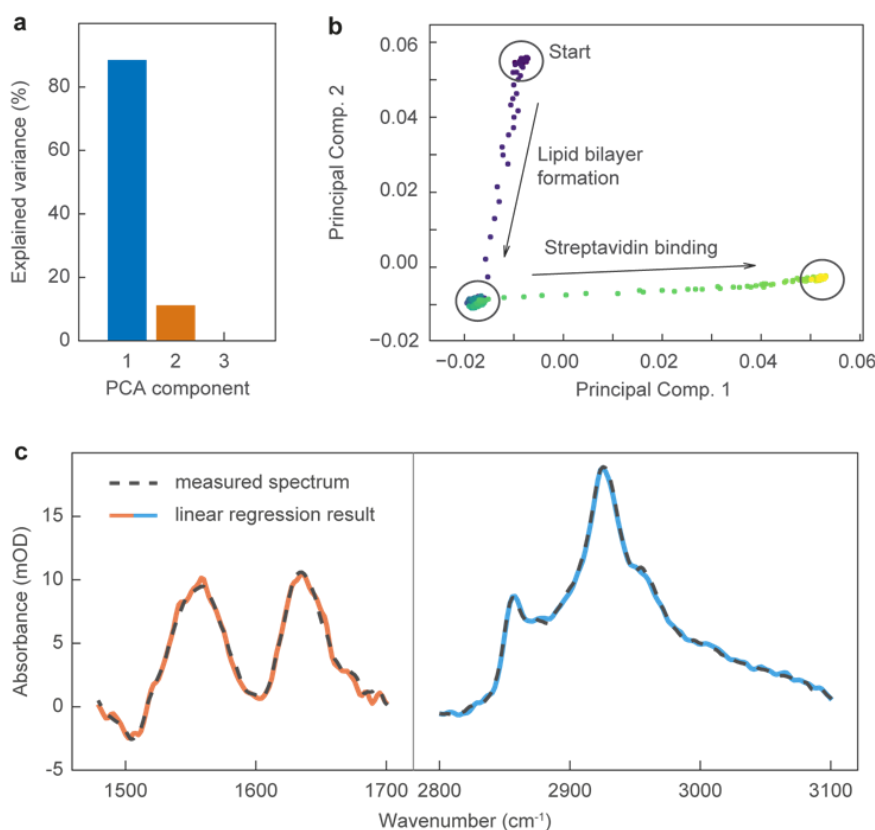 a
Explained variance (%)
80
60
40
20
0
1 2 3
PCA component
b
Principal Comp. 2
0.06
0.04
0.02
0.00
−0.02
Start
Lipid bilayer
formation
Streptavidin binding
−0.02 0.00 0.02 0.04 0.06
Principal Comp. 1
c
measured spectrum
linear regression result
Absorbance (mOD)
15
10
5
0
-5
1500 1600 1700 2800 2900 3000 3100
Wavenumber (cm⁻¹)